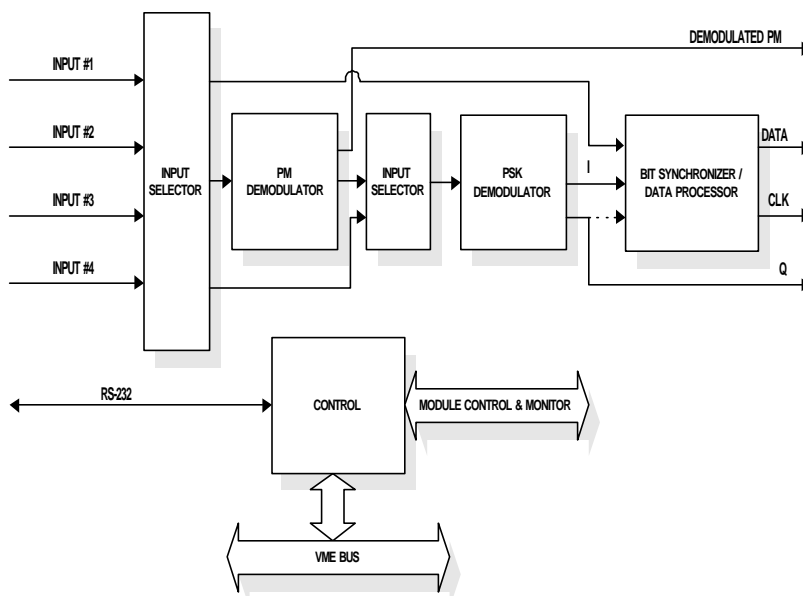 DEMODULATED PM
INPUT #1
INPUT #2
INPUT #3
INPUT #4
INPUT
SELECTOR
PM
DEMODULATOR
INPUT
SELECTOR
PSK
DEMODULATOR
I
BIT SYNCHRONIZER /
DATA PROCESSOR
DATA
CLK
Q
RS-232
CONTROL
MODULE CONTROL & MONITOR
VME BUS